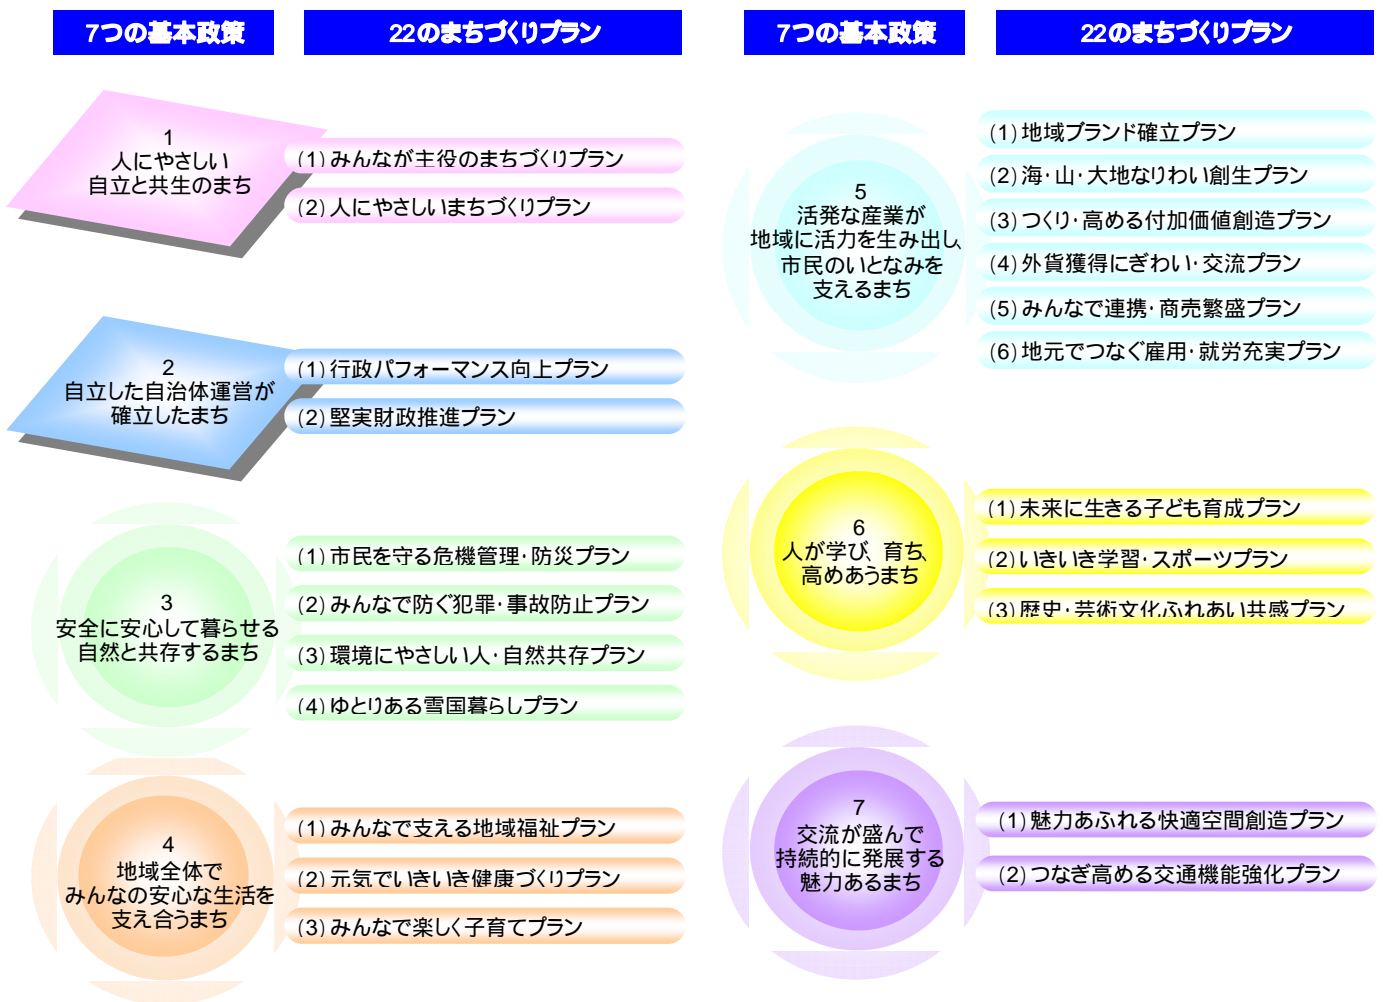 7つの基本政策
22のまちづくりプラン
1
人にやさしい
自立と共生のまち
(1) みんなが主役のまちづくりプラン
(2) 人にやさしいまちづくりプラン
2
自立した自治体運営が
確立したまち
(1) 行政パフォーマンス向上プラン
(2) 堅実財政推進プラン
3
安全に安心して暮らせる
自然と共存するまち
(1) 市民を守る危機管理・防災プラン
(2) みんなで防ぐ犯罪・事故防止プラン
(3) 環境にやさしい人・自然共存プラン
(4) ゆとりある雪国暮らしプラン
4
地域全体で
みんなの安心な生活を
支え合うまち
(1) みんなで支える地域福祉プラン
(2) 元気でいきいき健康づくりプラン
(3) みんなで楽しく子育てプラン
7つの基本政策
22のまちづくりプラン
5
活発な産業が
地域に活力を生み出し、
市民のいとなみを
支えるまち
(1) 地域ブランド確立プラン
(2) 海・山・大地なりわい創生プラン
(3) つくり・高める付加価値創造プラン
(4) 外貨獲得にぎわい・交流プラン
(5) みんなで連携・商売繁盛プラン
(6) 地元でつなぐ雇用・就労充実プラン
6
人が学び、育ち、
高めあうまち
(1) 未来に生きる子ども育成プラン
(2) いきいき学習・スポーツプラン
(3) 歴史・芸術文化ふれあい共感プラン
7
交流が盛んで
持続的に発展する
魅力あるまち
(1) 魅力あふれる快適空間創造プラン
(2) つなぎ高める交通機能強化プラン